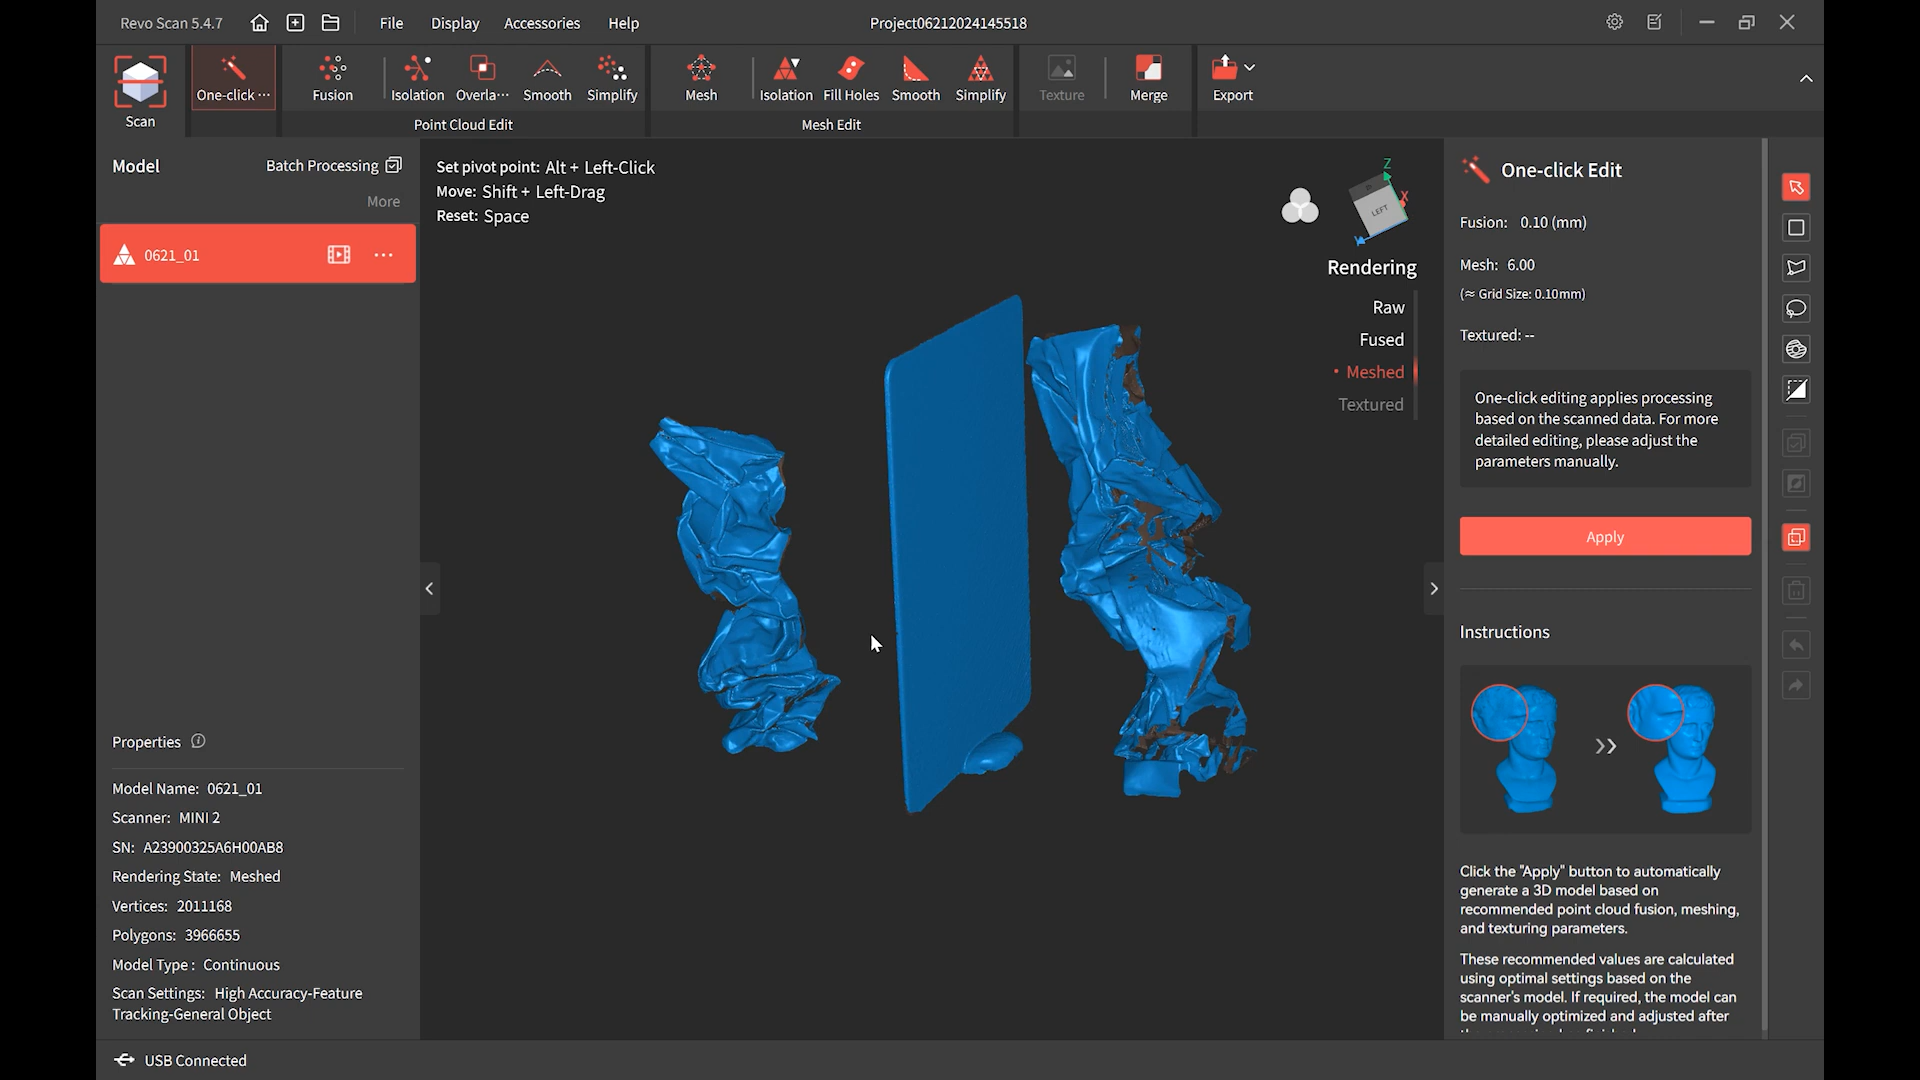 Revo Scan 5.4.7
File
Display
Accessories
Help
Project06212024145518
Scan
One-click ···
Fusion
Isolation
Overla···
Smooth
Simplify
Point Cloud Edit
Mesh
Isolation
Fill Holes
Smooth
Simplify
Mesh Edit
Texture
Merge
Export
Model
Batch Processing
More
0621_01
Set pivot point: Alt + Left-Click
Move: Shift + Left-Drag
Reset: Space
Z
X
LEFT
Y
Rendering
Raw
Fused
• Meshed
Textured
Properties
Model Name: 0621_01
Scanner: MINI 2
SN: A23900325A6H00AB8
Rendering State: Meshed
Vertices: 2011168
Polygons: 3966655
Model Type : Continuous
Scan Settings: High Accuracy-Feature
Tracking-General Object
USB Connected
One-click Edit
Fusion: 0.10 (mm)
Mesh: 6.00
(≈ Grid Size: 0.10mm)
Textured: --
One-click editing applies processing
based on the scanned data. For more
detailed editing, please adjust the
parameters manually.
Apply
Instructions
Click the "Apply" button to automatically
generate a 3D model based on
recommended point cloud fusion, meshing,
and texturing parameters.
These recommended values are calculated
using optimal settings based on the
scanner's model. If required, the model can
be manually optimized and adjusted after